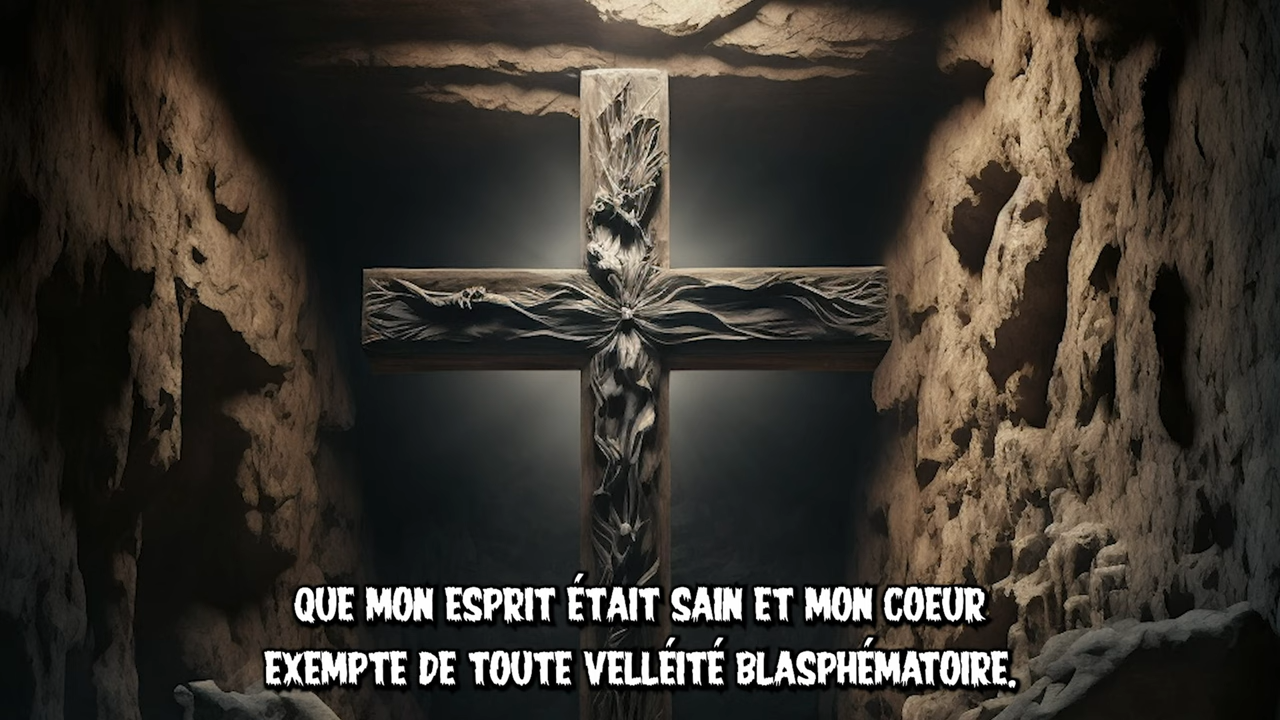 QUE MON ESPRIT ÉTAIT SAIN ET MON COEUR
EXEMPTE DE TOUTE VELLÉITÉ BLASPHÉMATOIRE.